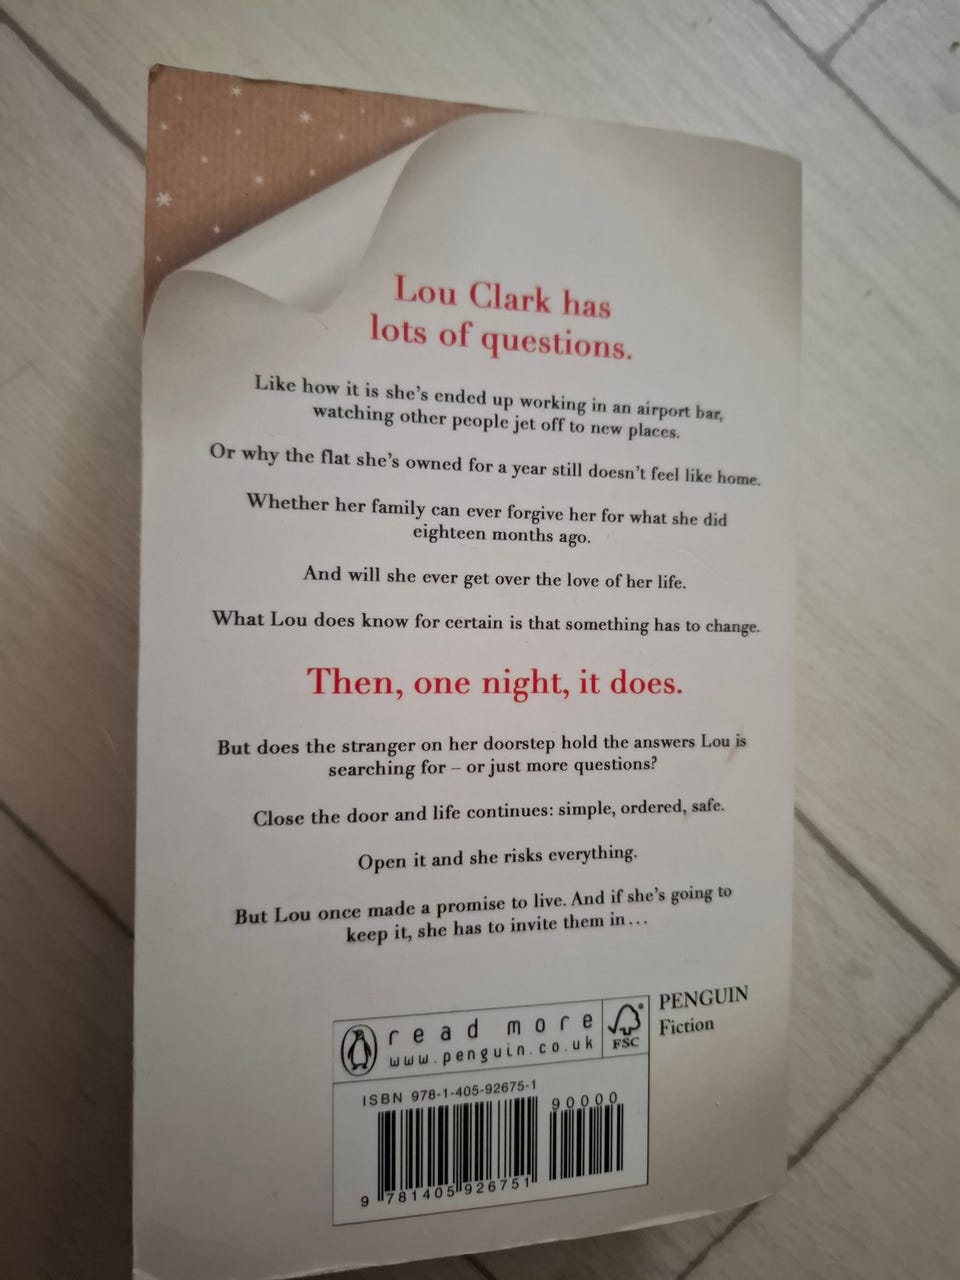 Lou Clark has
lots of questions.
Like how it is she's ended up working in an airport bar,
watching other people jet off to new places.
Or why the flat she's owned for a year still doesn't feel like home.
Whether her family can ever forgive her for what she did
eighteen months ago.
And will she ever get over the love of her life.
What Lou does know for certain is that something has to change.
Then, one night, it does.
But does the stranger on her doorstep hold the answers Lou is
searching for – or just more questions?
Close the door and life continues: simple, ordered, safe.
Open it and she risks everything.
But Lou once made a promise to live. And if she's going to
keep it, she has to invite them in...
read more
www.penguin.co.uk
FSC®
PENGUIN
Fiction
ISBN 978-1-405-92675-1
90000
9 781405 926751